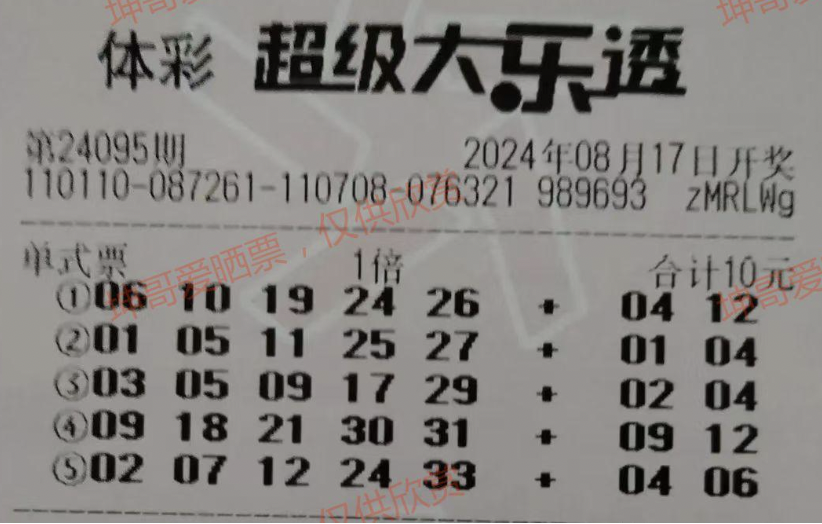 坤哥爱
体彩 超级大乐透
第24095期 2024年08月17日开奖
110110-087261-110708-076321 989693 zMRLWg
坤哥爱晒票，仅供欣赏
单式票 1倍 合计10元
坤哥爱
①06 10 19 24 26 + 04 12
②01 05 11 25 27 + 01 04
③03 05 09 17 29 + 02 04
④09 18 21 30 31 + 09 12
⑤02 07 12 24 33 + 04 06
仅供欣赏